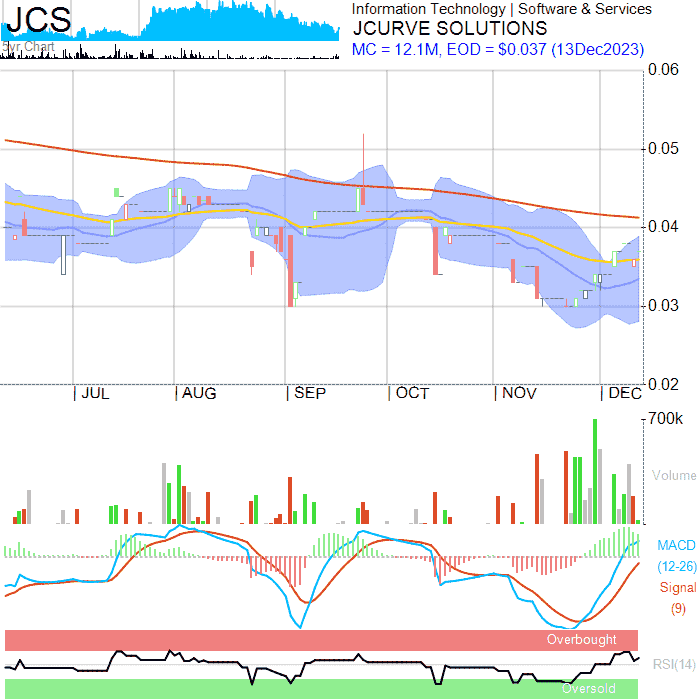 JCS
5yr Chart
Information Technology | Software & Services
JCURVE SOLUTIONS
MC = 12.1M, EOD = $0.037 (13Dec2023)
0.06
0.05
0.04
0.03
0.02
| JUL | AUG | SEP | OCT | NOV | DEC
700k
Volume
MACD
(12-26)
Signal
(9)
Overbought
RSI(14)
Oversold